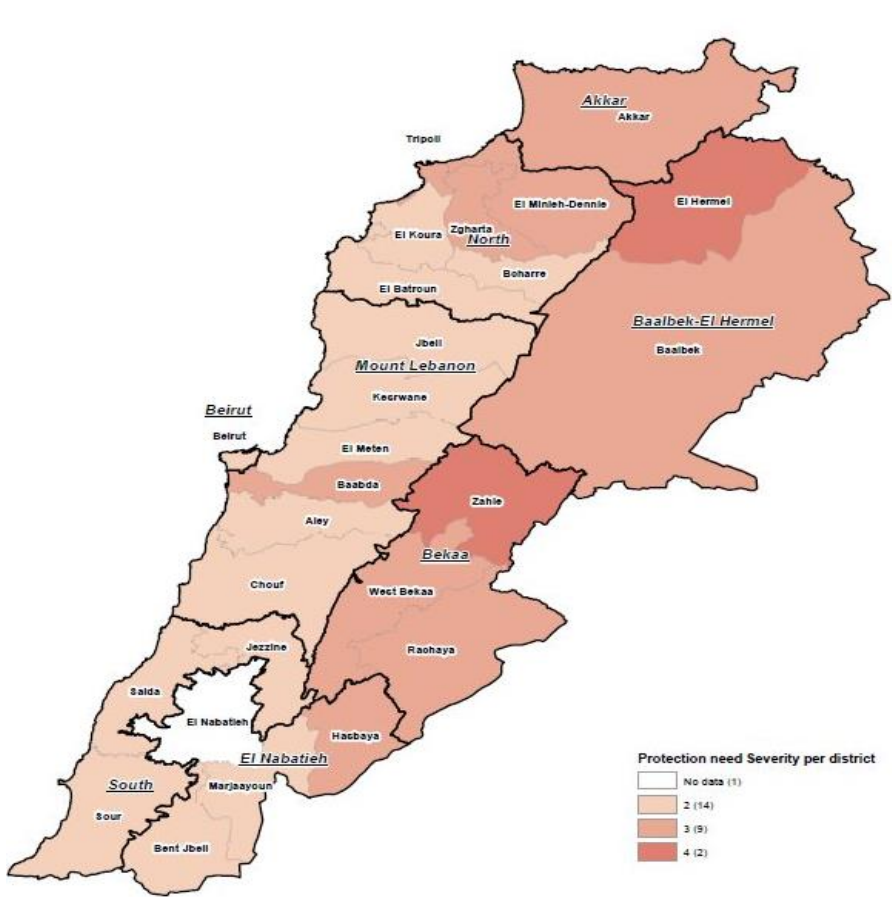 Akkar
Akkar
Tripoli
El Hermel
El Minieh-Dennie
Zgharta
El Koura
North
Boharre
El Batroun
Baalbek-El Hermel
Baalbek
Jbeil
Mount Lebanon
Kesrwane
Beirut
Beirut
El Meten
Baabda
Zahle
Aley
Bekaa
Chouf
West Bekaa
Jezzine
Rachaya
Saida
El Nabatieh
Hasbaya
El Nabatieh
Protection need Severity per district
No data (1)
2 (14)
3 (9)
4 (2)
South
Marjaayoun
Sour
Bent Jbeil